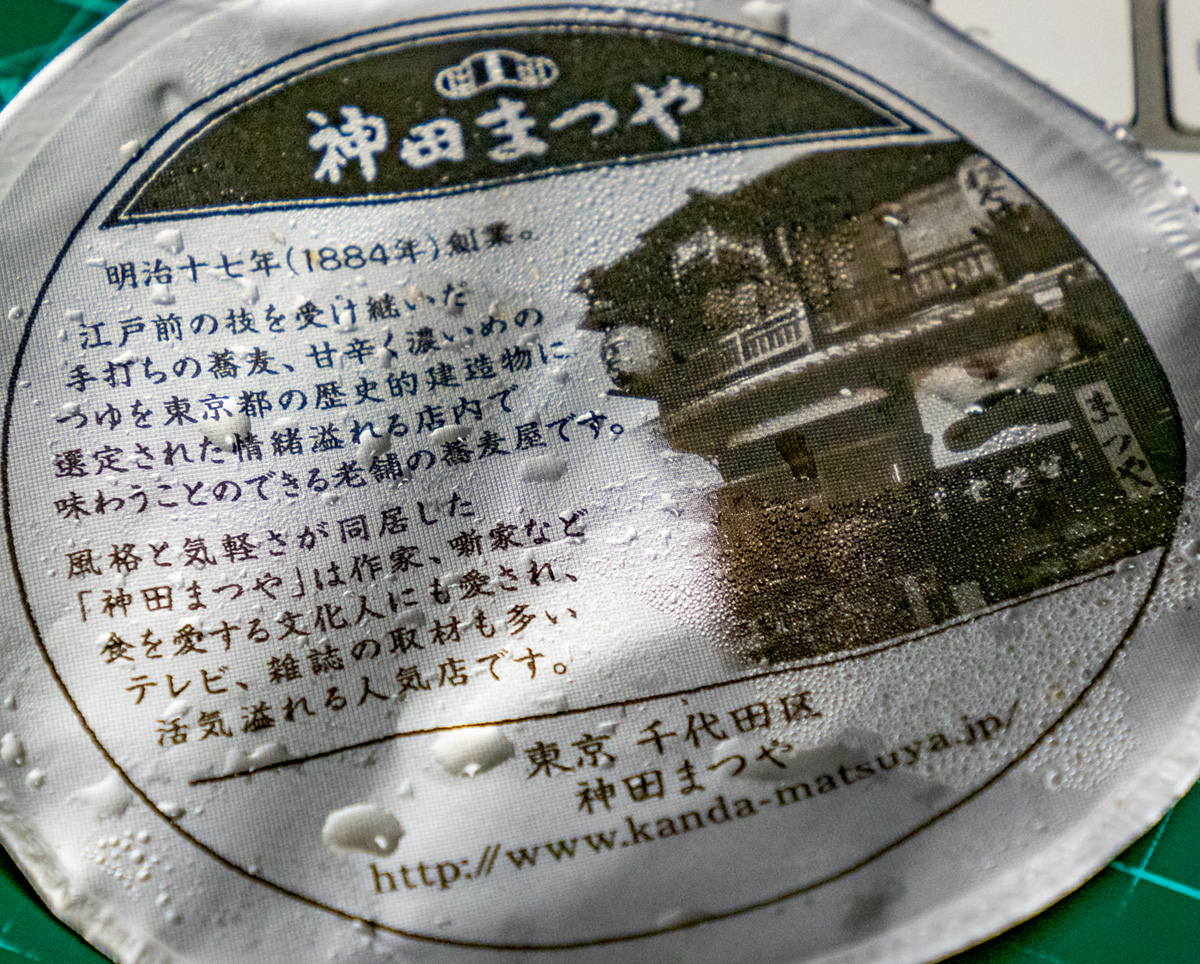 神田まつや
明治十七年(1884年)創業。
江戸前の技を受け継いだ
手打ちの蕎麦、甘辛く濃いめの
つゆを東京都の歴史的建造物に
選定された情緒溢れる店内で
味わうことのできる老舗の蕎麦屋です。
風格と気軽さが同居した
「神田まつや」は作家、噺家など
食を愛する文化人にも愛され、
テレビ、雑誌の取材も多い
活気溢れる人気店です。
まつや
東京 千代田区
神田まつや
http://www.kanda-matsuya.jp/